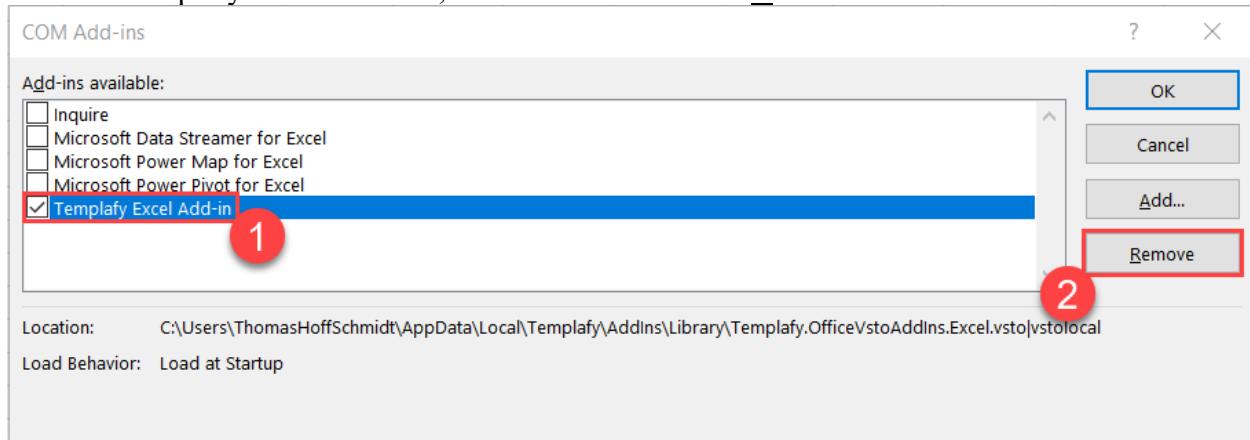 COM Add-ins ?
Add-ins available:
Inquire
Microsoft Data Streamer for Excel
Microsoft Power Map for Excel
Microsoft Power Pivot for Excel
Templafy Excel Add-in
1
OK
Cancel
Add...
Remove
2
Location: C:\Users\ThomasHoffSchmidt\AppData\Local\Templafy\AddIns\Library\Templafy.OfficeVstoAddIns.Excel.vsto|vstolocal
Load Behavior: Load at Startup